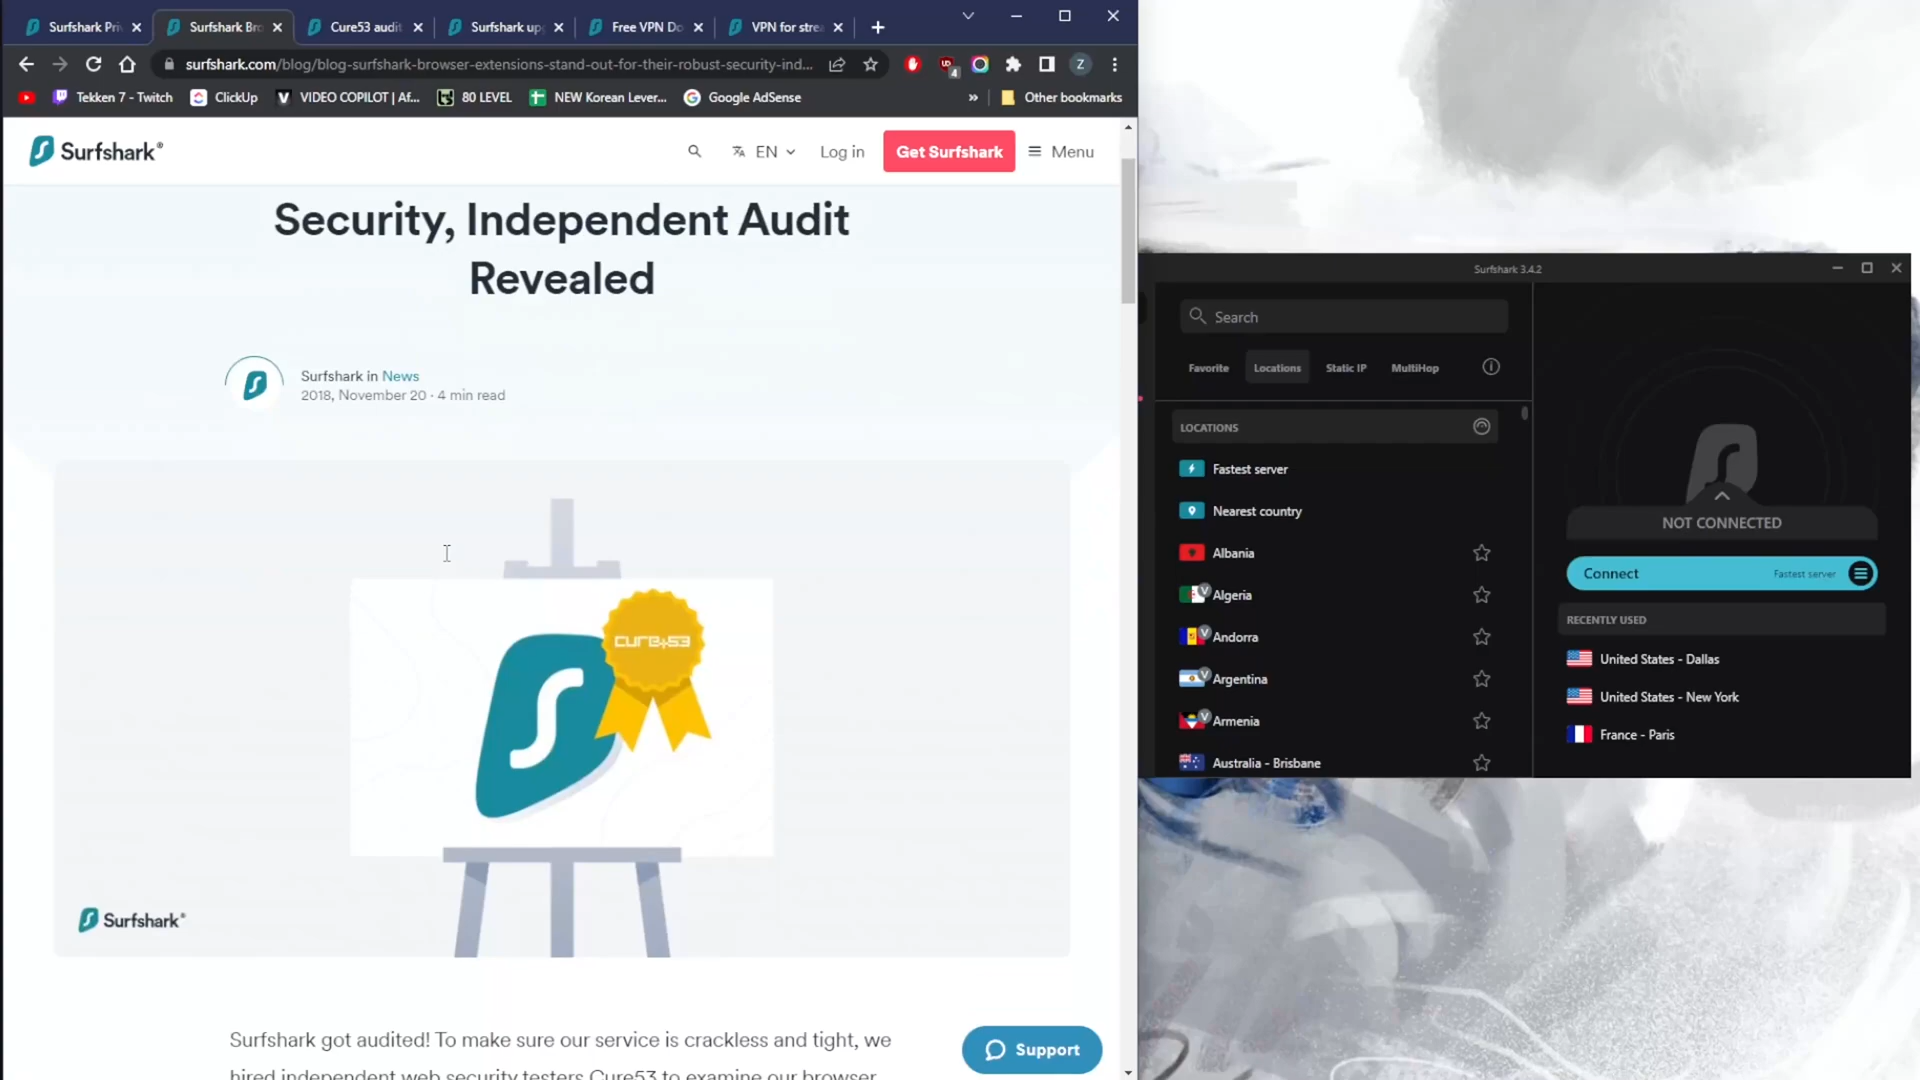 Surfshark Pri
Surfshark Bro
Cure53 audit
Surfshark up
Free VPN Do
VPN for strea
surfshark.com/blog/blog-surfshark-browser-extensions-stand-out-for-their-robust-security-ind...
4
Z
Tekken 7 - Twitch
ClickUp
VIDEO COPILOT | Af...
80 LEVEL
NEW Korean Lever...
Google AdSense
»
Other bookmarks
Surfshark®
EN
Log in
Get Surfshark
Menu
Security, Independent Audit
Revealed
Surfshark in News
2018, November 20 · 4 min read
cure53
Surfshark®
Surfshark got audited! To make sure our service is crackless and tight, we
hired independent web security testers Cure53 to examine our browser
Support
Surfshark 3.4.2
Search
Favorite
Locations
Static IP
MultiHop
LOCATIONS
Fastest server
Nearest country
Albania
V Algeria
V Andorra
V Argentina
V Armenia
Australia - Brisbane
NOT CONNECTED
Connect
Fastest server
RECENTLY USED
United States - Dallas
United States - New York
France - Paris